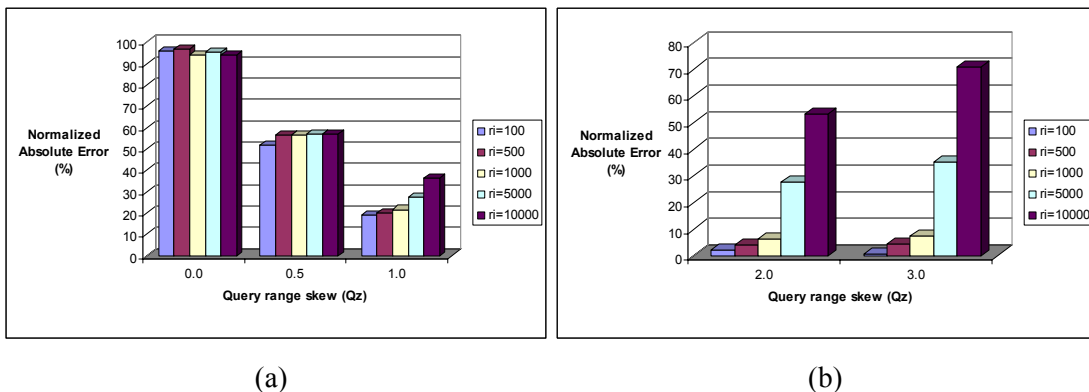 100
90
80
70
60
50
40
30
20
10
0
Normalized
Absolute Error
(%)
0.0 0.5 1.0
Query range skew (Qz)
ri=100
ri=500
ri=1000
ri=5000
ri=10000
(a)
80
70
60
50
40
30
20
10
0
Normalized
Absolute Error
(%)
2.0 3.0
Query range skew (Qz)
ri=100
ri=500
ri=1000
ri=5000
ri=10000
(b)